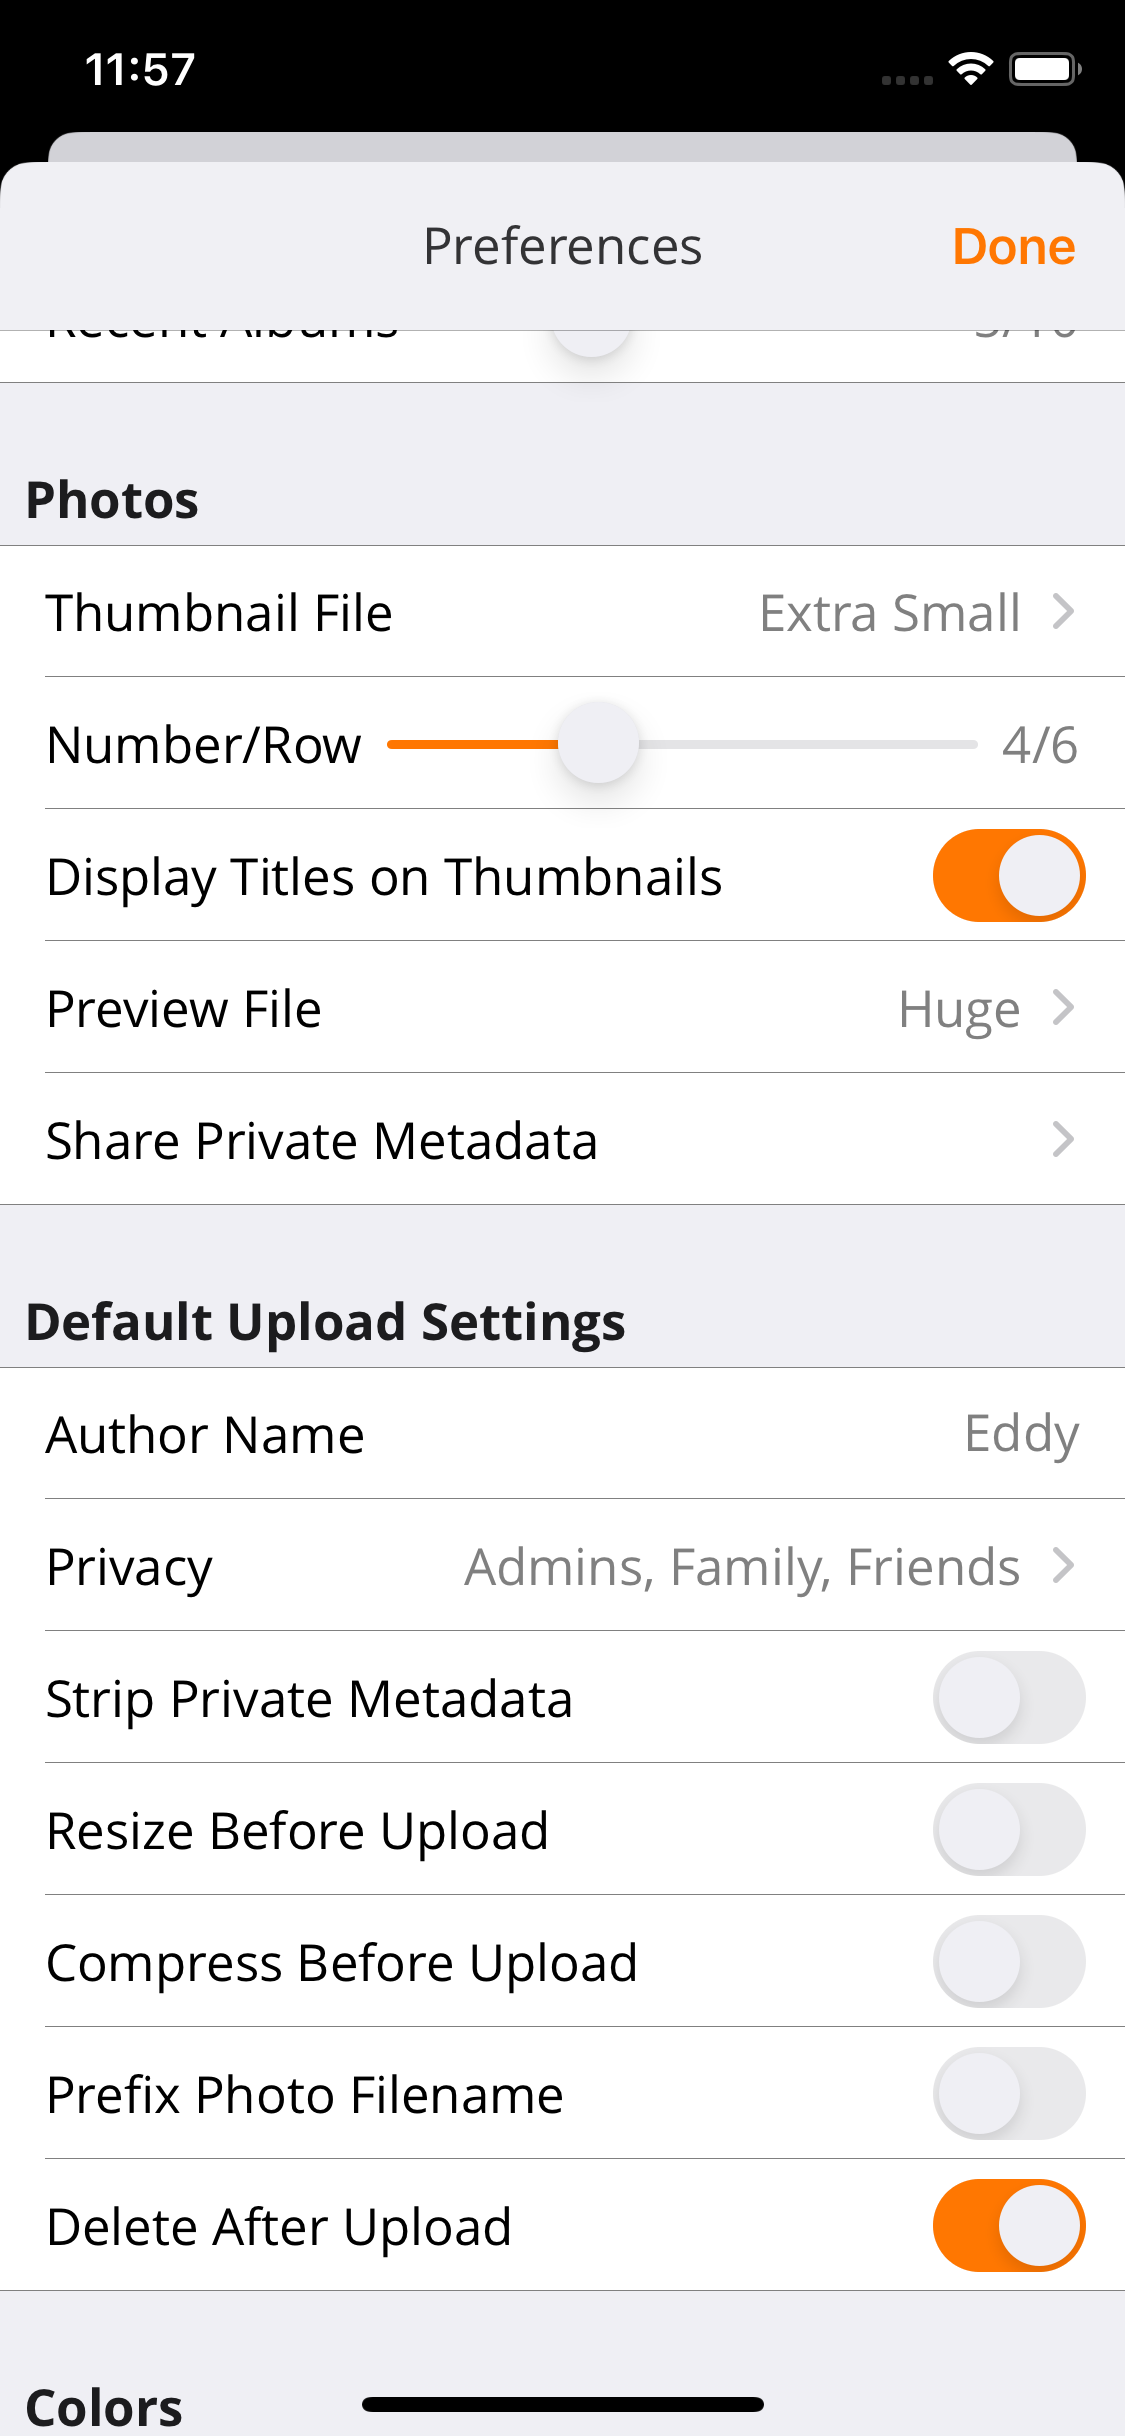 11:57
Preferences
Done
Recent Albums
Photos
Thumbnail File
Extra Small
Number/Row
4/6
Display Titles on Thumbnails
Preview File
Huge
Share Private Metadata
Default Upload Settings
Author Name
Eddy
Privacy
Admins, Family, Friends
Strip Private Metadata
Resize Before Upload
Compress Before Upload
Prefix Photo Filename
Delete After Upload
Colors